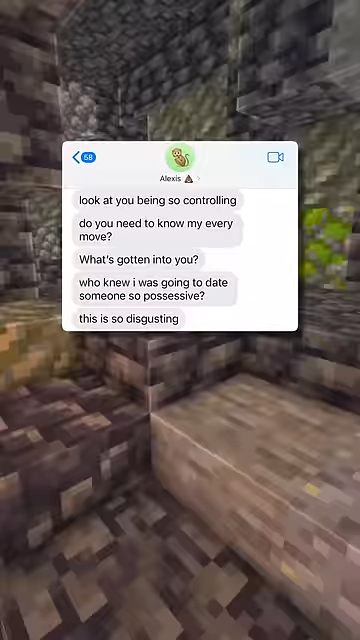 58
Alexis 💩
look at you being so controlling
do you need to know my every
move?
What's gotten into you?
who knew i was going to date
someone so possessive?
this is so disgusting